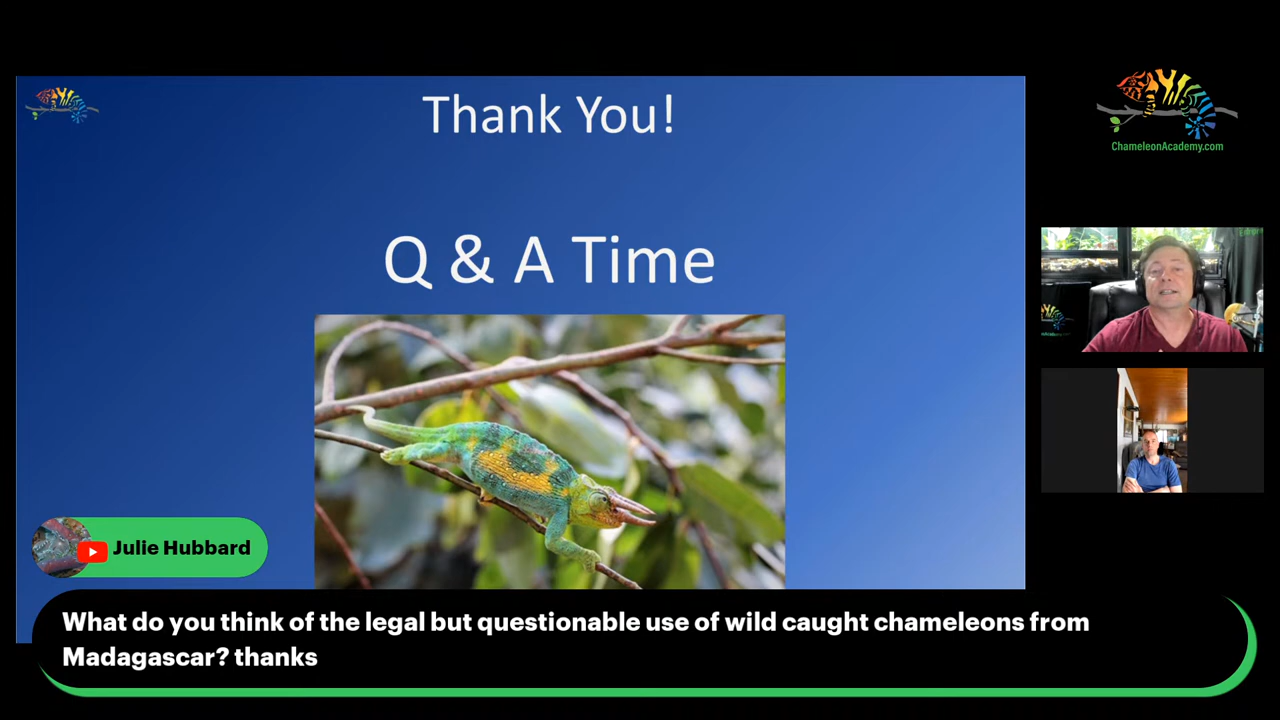 Thank You!
Q & A Time
ChameleonAcademy.com
Julie Hubbard
What do you think of the legal but questionable use of wild caught chameleons from
Madagascar? thanks